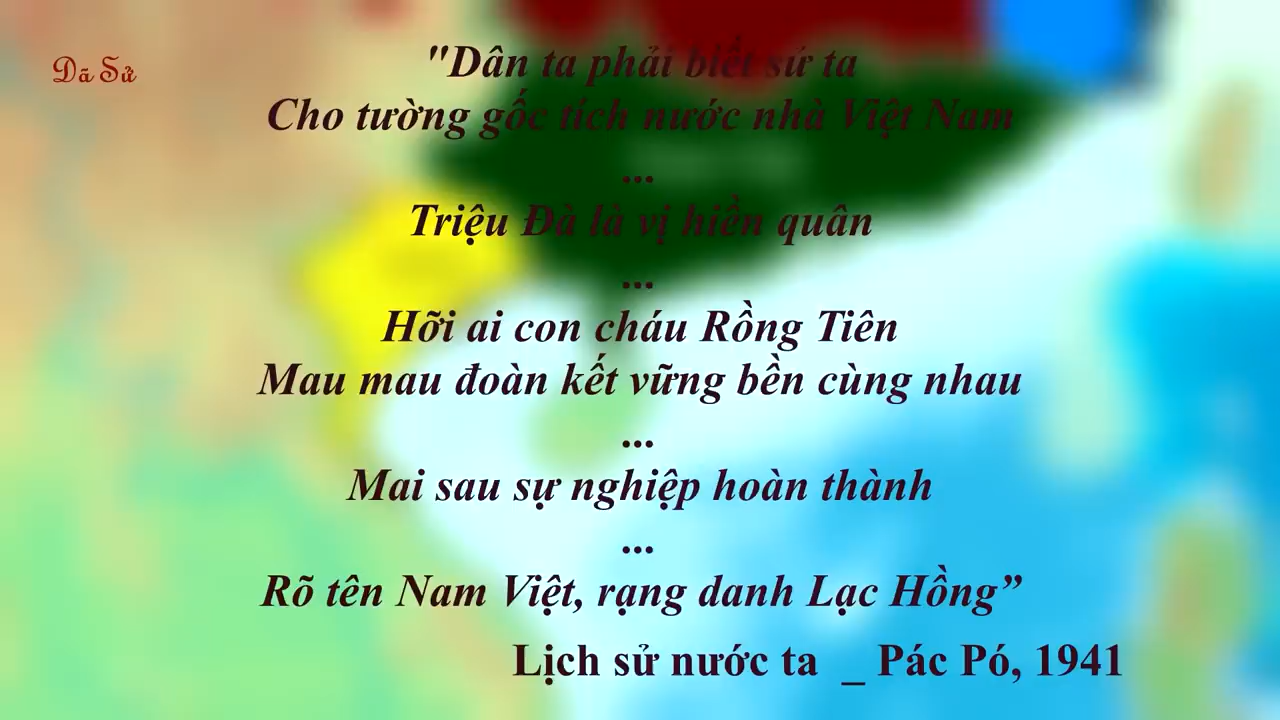 Dã Sử
"Dân ta phải biết sử ta
Cho tường gốc tích nước nhà Việt Nam
...
Triệu Đà là vị hiền quân
...
Hỡi ai con cháu Rồng Tiên
Mau mau đoàn kết vững bền cùng nhau
...
Mai sau sự nghiệp hoàn thành
...
Rõ tên Nam Việt, rạng danh Lạc Hồng”
Lịch sử nước ta _ Pác Pó, 1941